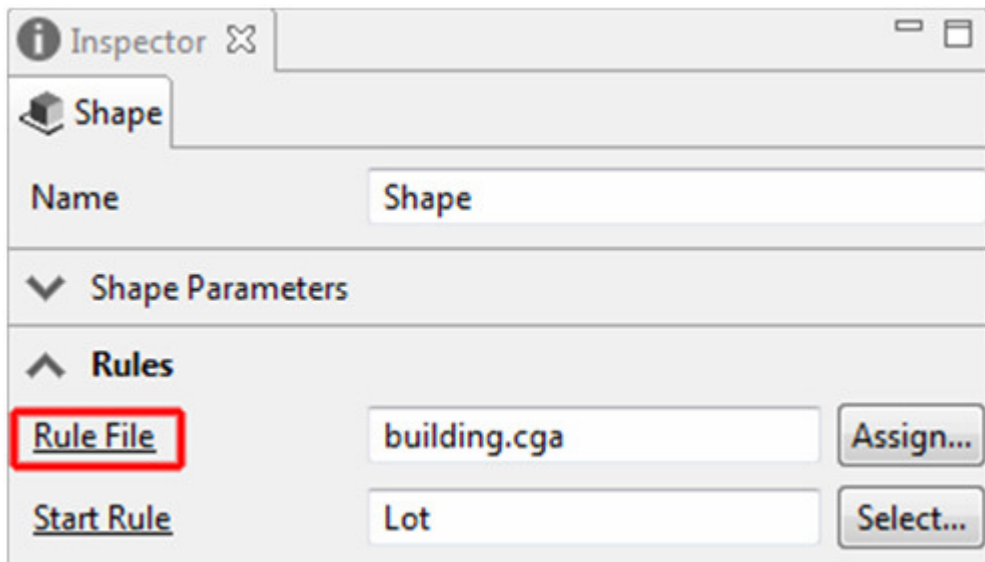 Inspector
Shape
Name Shape
Shape Parameters
Rules
Rule File building.cga Assign...
Start Rule Lot Select...